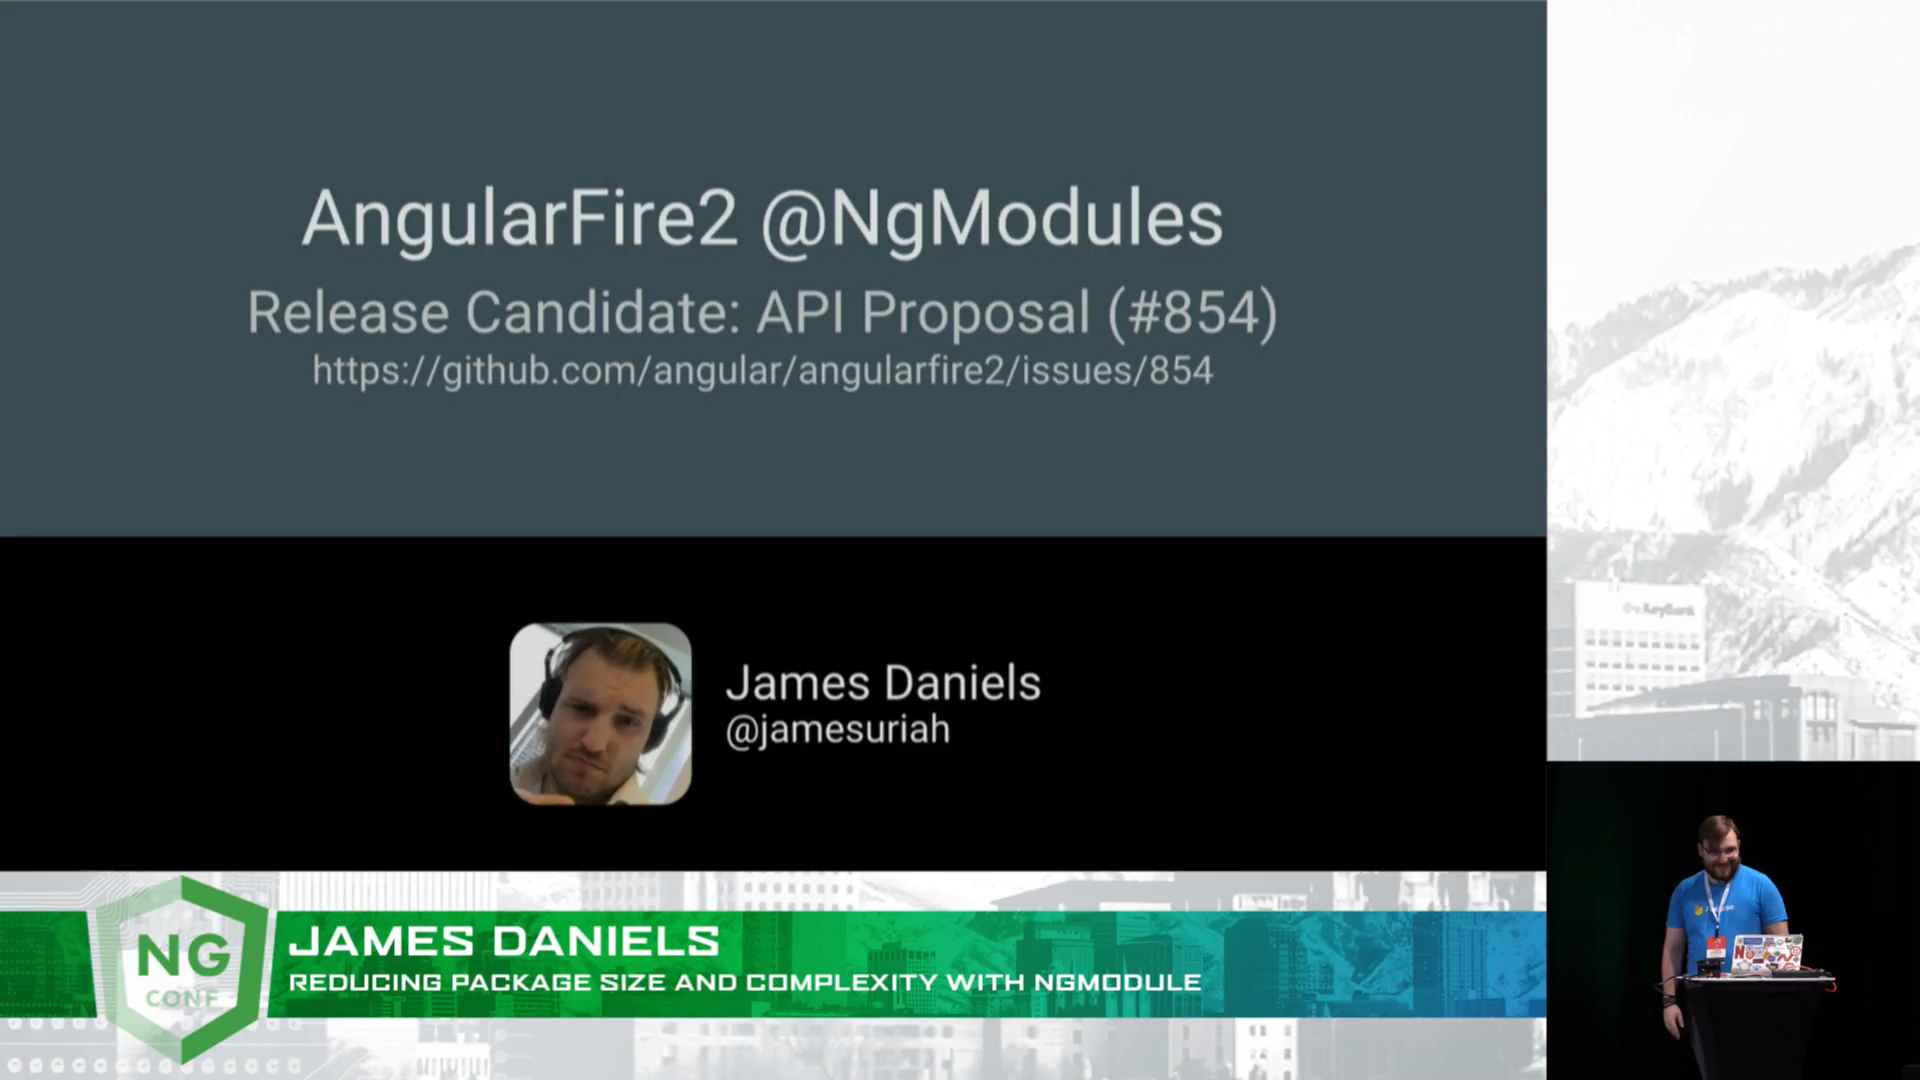 AngularFire2 @NgModules
Release Candidate: API Proposal (#854)
https://github.com/angular/angularfire2/issues/854
James Daniels
@jamesuriah
NG
CONF
JAMES DANIELS
REDUCING PACKAGE SIZE AND COMPLEXITY WITH NGMODULE
KeyBank